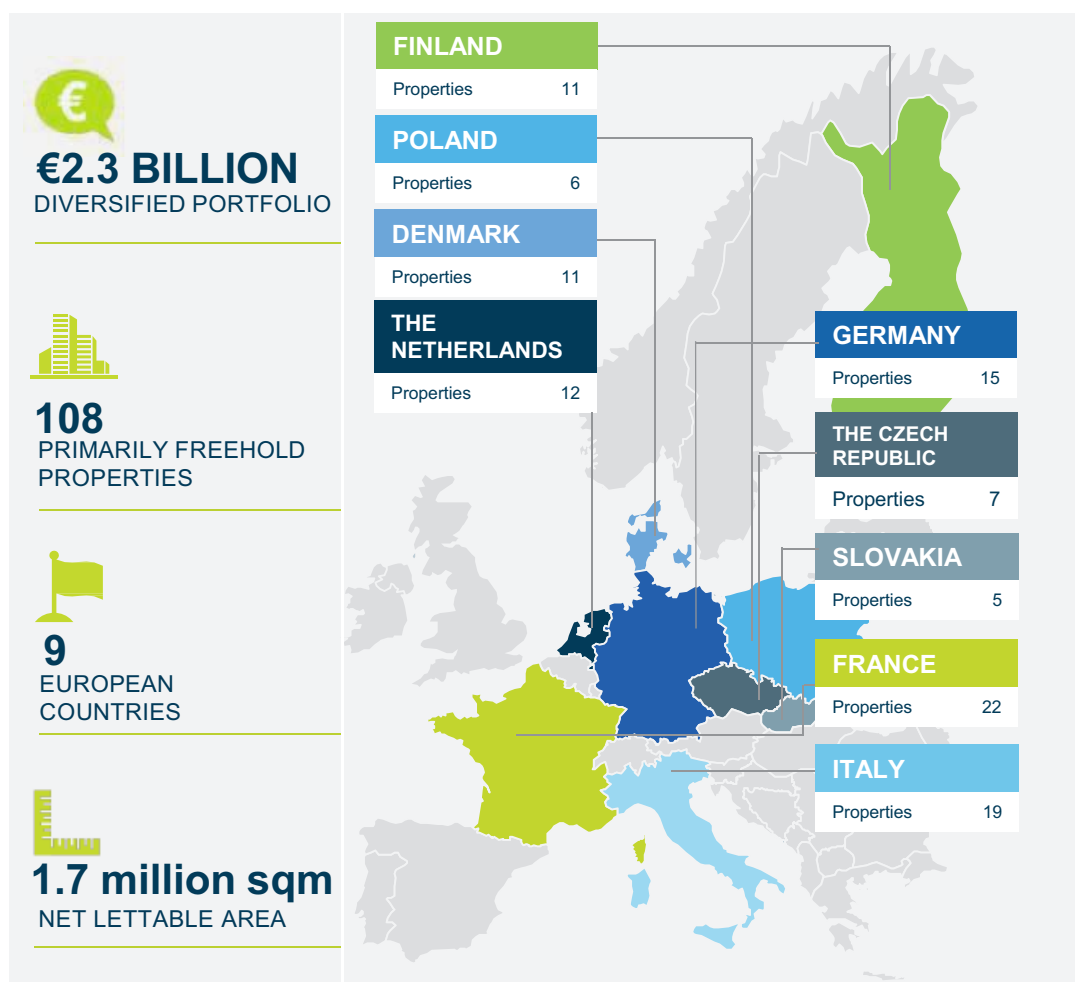 €
€2.3 BILLION
DIVERSIFIED PORTFOLIO
108
PRIMARILY FREEHOLD
PROPERTIES
9
EUROPEAN
COUNTRIES
1.7 million sqm
NET LETTABLE AREA
FINLAND
Properties 11
POLAND
Properties 6
DENMARK
Properties 11
THE
NETHERLANDS
Properties 12
GERMANY
Properties 15
THE CZECH
REPUBLIC
Properties 7
SLOVAKIA
Properties 5
FRANCE
Properties 22
ITALY
Properties 19